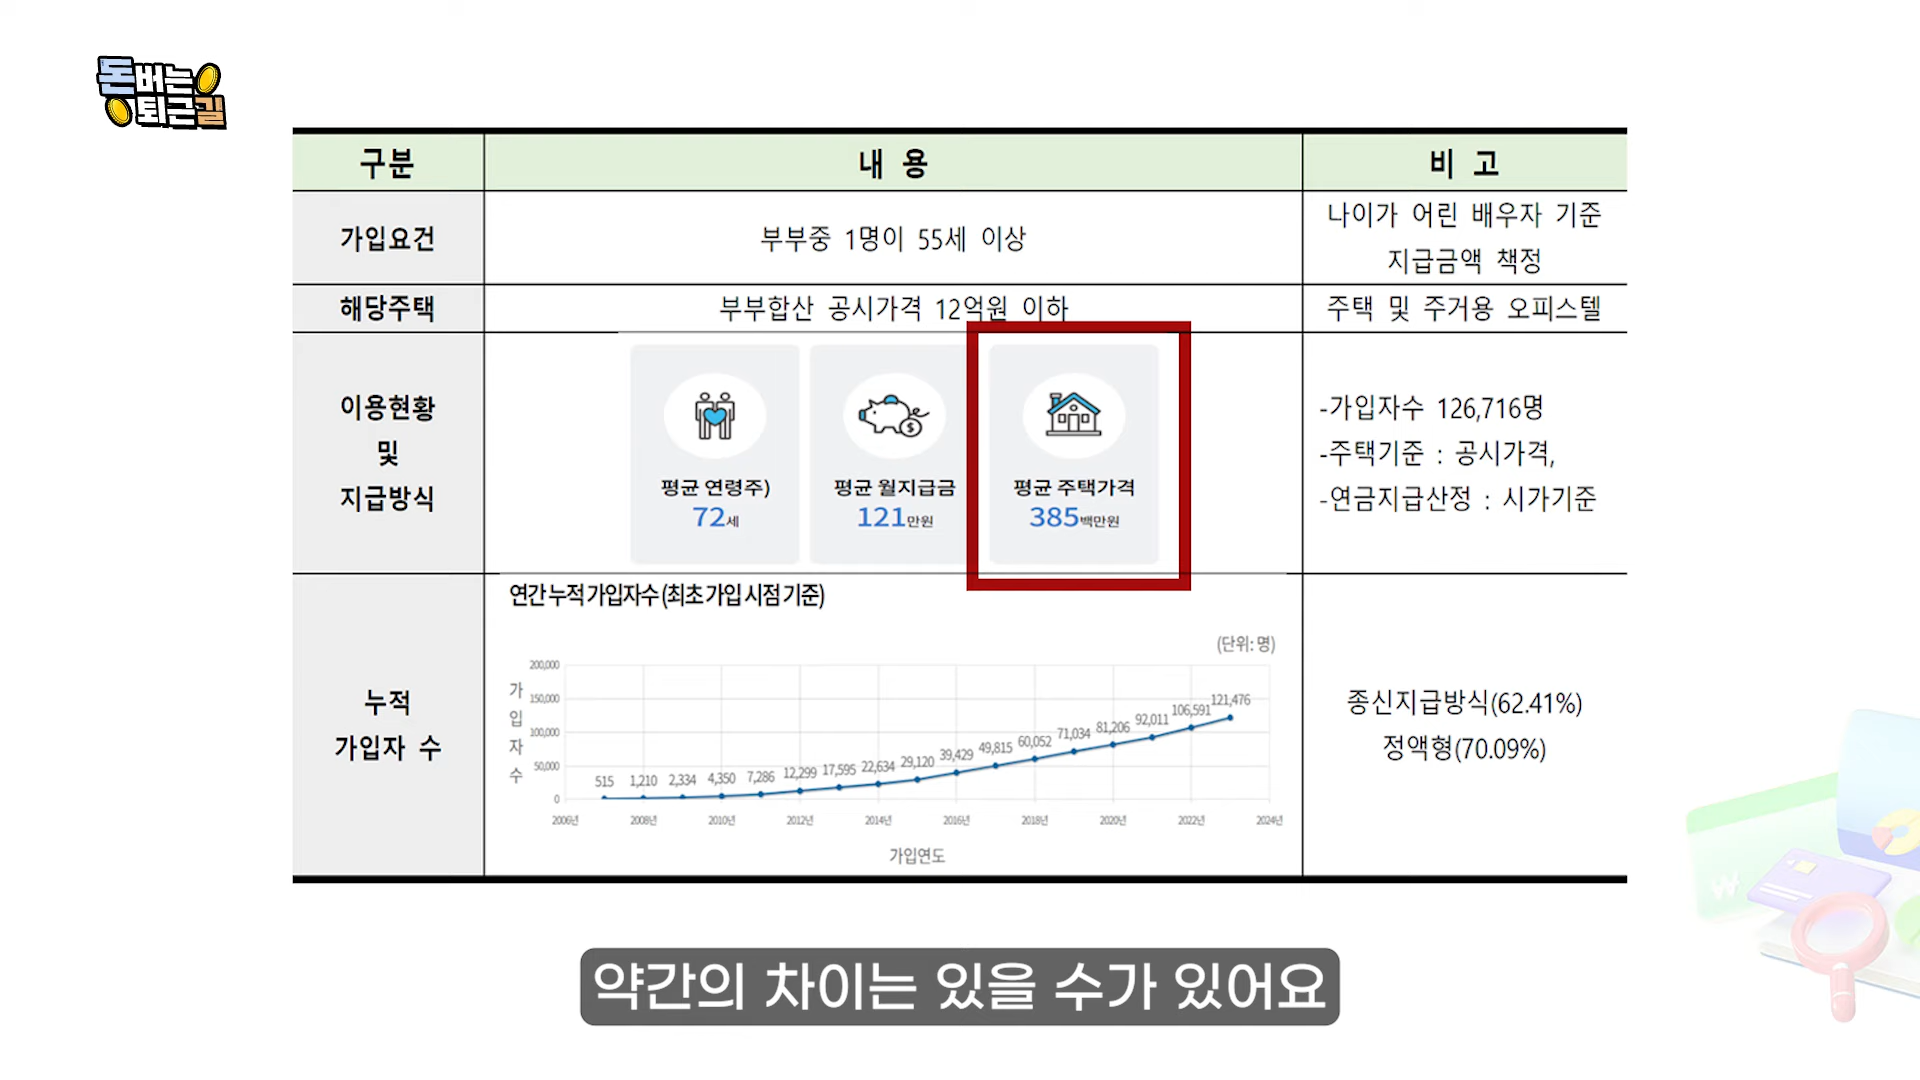 돈버는
퇴근길
구분
내 용
비 고
가입요건
부부중 1명이 55세 이상
나이가 어린 배우자 기준
지급금액 책정
해당주택
부부합산 공시가격 12억원 이하
주택 및 주거용 오피스텔
이용현황
및
지급방식
평균 연령주)
72세
평균 월지급금
121만원
평균 주택가격
385백만원
-가입자수 126,716명
-주택기준 : 공시가격,
-연금지급산정 : 시가기준
누적
가입자 수
연간 누적 가입자수 (최초 가입 시점 기준)
(단위: 명)
가입자수
200,000
150,000
100,000
50,000
0
515 1,210 2,334 4,350 7,286 12,299 17,595 22,634 29,120 39,429 49,815 60,052 71,034 81,206 92,011 106,591 121,476
2006년 2008년 2010년 2012년 2014년 2016년 2018년 2020년 2022년 2024년
가입연도
종신지급방식(62.41%)
정액형(70.09%)
W
약간의 차이는 있을 수가 있어요